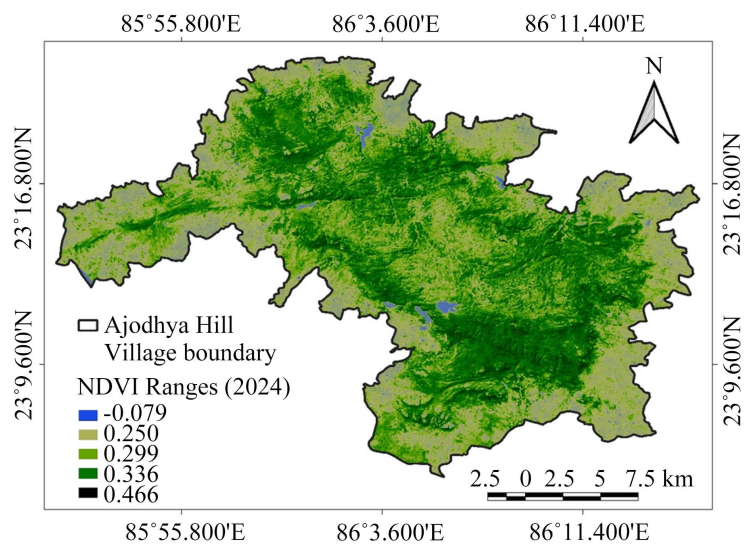 85°55.800'E 86°3.600'E 86°11.400'E
N
23°16.800'N 23°16.800'N
23°9.600'N 23°9.600'N
Ajodhya Hill
Village boundary
NDVI Ranges (2024)
-0.079
0.250
0.299
0.336
0.466
2.5 0 2.5 5 7.5 km
85°55.800'E 86°3.600'E 86°11.400'E